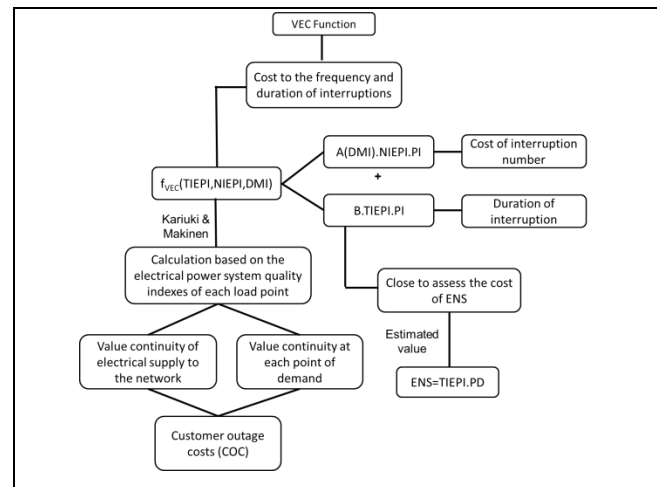 VEC Function
Cost to the frequency and
duration of interruptions
A(DMI).NIEPI.PI
Cost of interruption
number
+
fVEC(TIEPI,NIEPI,DMI)
B.TIEPI.PI
Duration of
interruption
Kariuki &
Makinen
Calculation based on the
electrical power system quality
indexes of each load point
Close to assess the cost
of ENS
Estimated
value
Value continuity of
electrical supply to
the network
Value continuity at
each point of
demand
ENS=TIEPI.PD
Customer outage
costs (COC)